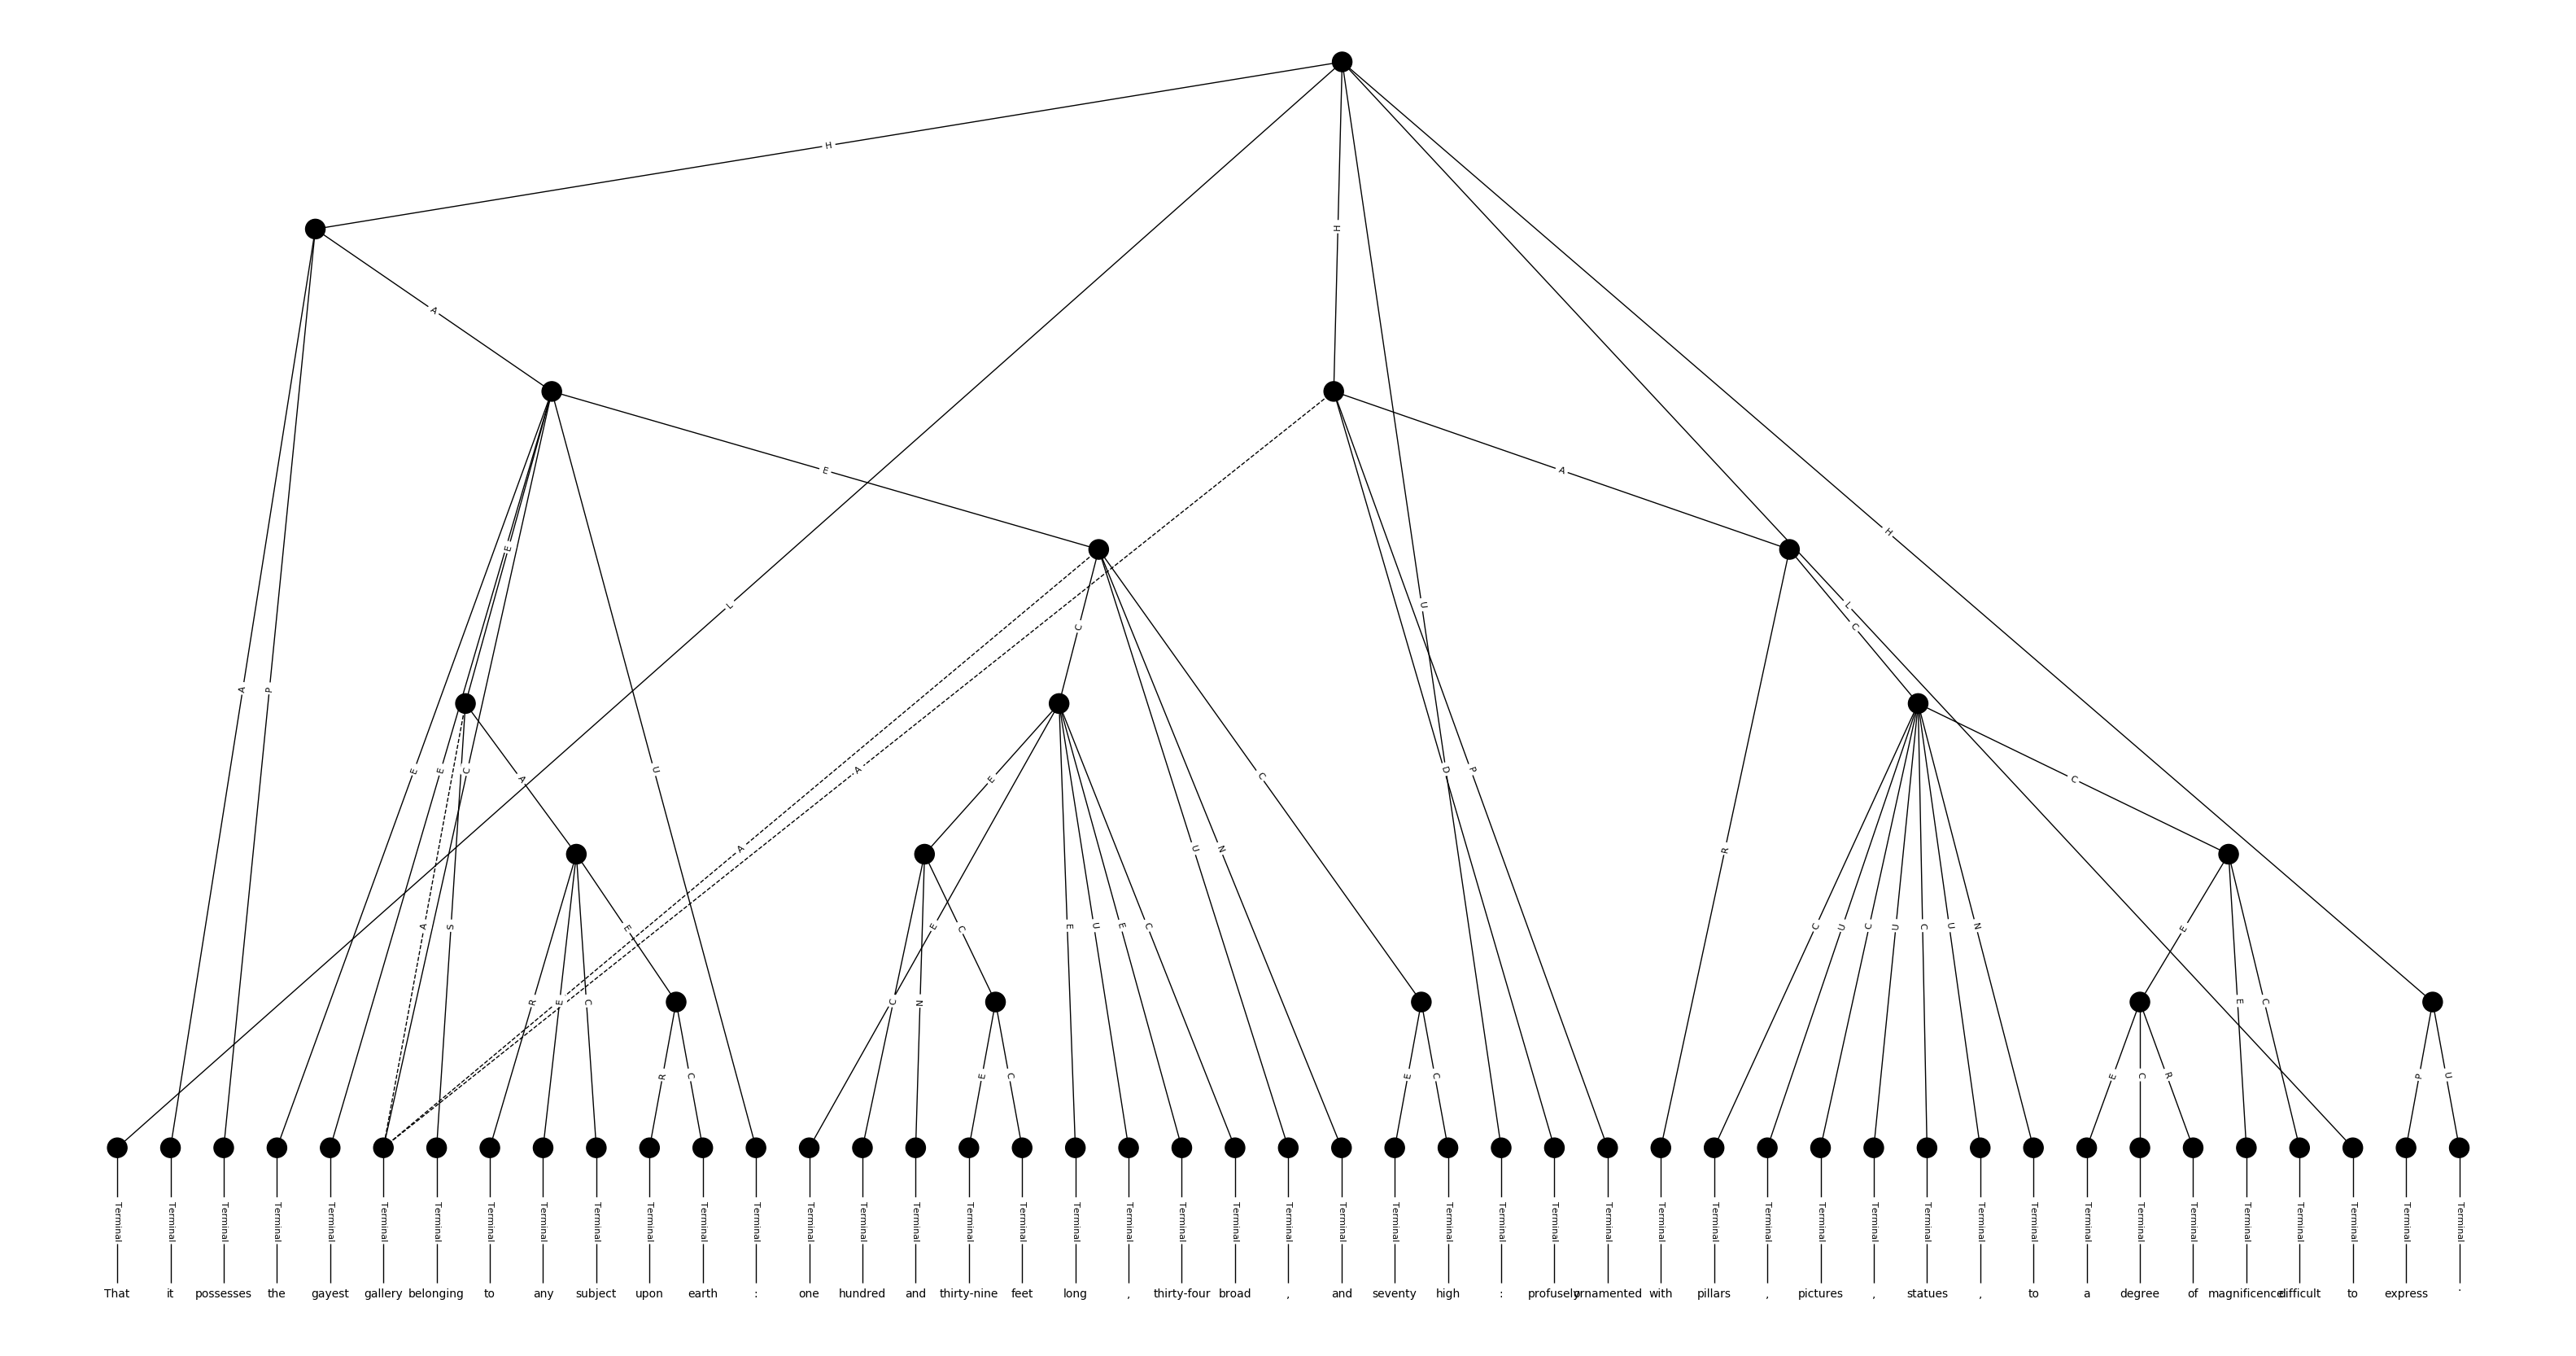 H
H
A
E
A
H
E
L
U
L
C
C
A
P
E
E
C
A
U
A
E
C
D
P
C
A
U
N
R
A
S
E
C
E
U
E
C
C
U
C
U
C
U
N
E
R
E
C
C
N
E
C
R
C
E
C
E
C
E
C
R
P
U
Terminal Terminal Terminal Terminal Terminal Terminal Terminal Terminal Terminal Terminal Terminal Terminal Terminal Terminal Terminal Terminal Terminal Terminal Terminal Terminal Terminal Terminal Terminal Terminal Terminal Terminal Terminal Terminal Terminal Terminal Terminal Terminal Terminal Terminal Terminal Terminal Terminal Terminal Terminal Terminal Terminal Terminal Terminal Terminal Terminal
That it possesses the gayest gallery belonging to any subject upon earth : one hundred and thirty-nine feet long , thirty-four broad , and seventy high : profusely ornamented with pillars , pictures , statues , to a degree of magnificence difficult to express .